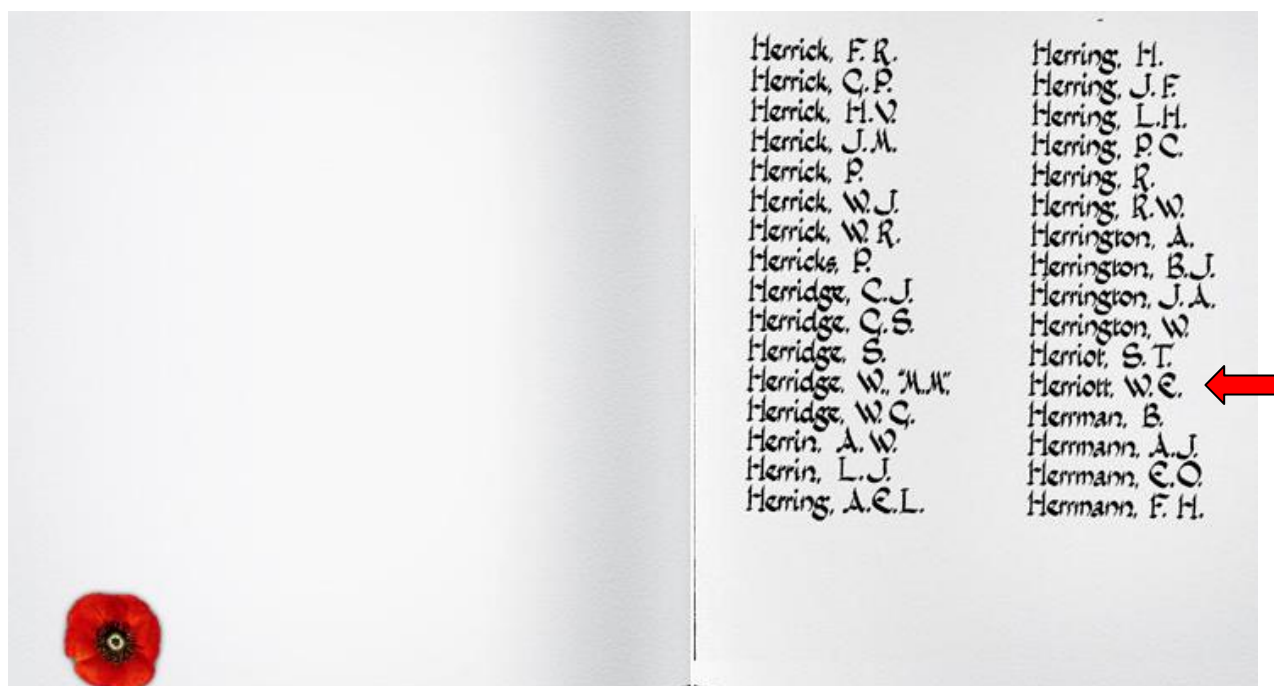 Herrick, F. R.
Herrick, G. P.
Herrick, H. V.
Herrick, J. M.
Herrick, P.
Herrick, W. J.
Herrick, W. R.
Herricks, P.
Herridge, C. J.
Herridge, G. S.
Herridge, S.
Herridge, W., "M.M."
Herridge, W. G.
Herrin, A. W.
Herrin, L. J.
Herring, A. E. L.
Herring, H.
Herring, J. F.
Herring, L. H.
Herring, P. C.
Herring, R.
Herring, R. W.
Herrington, A.
Herrington, B. J.
Herrington, J. A.
Herrington, W.
Herriot, S. T.
Herriott, W. E.
Herrman, B.
Herrmann, A. J.
Herrmann, E. O.
Herrmann, F. H.